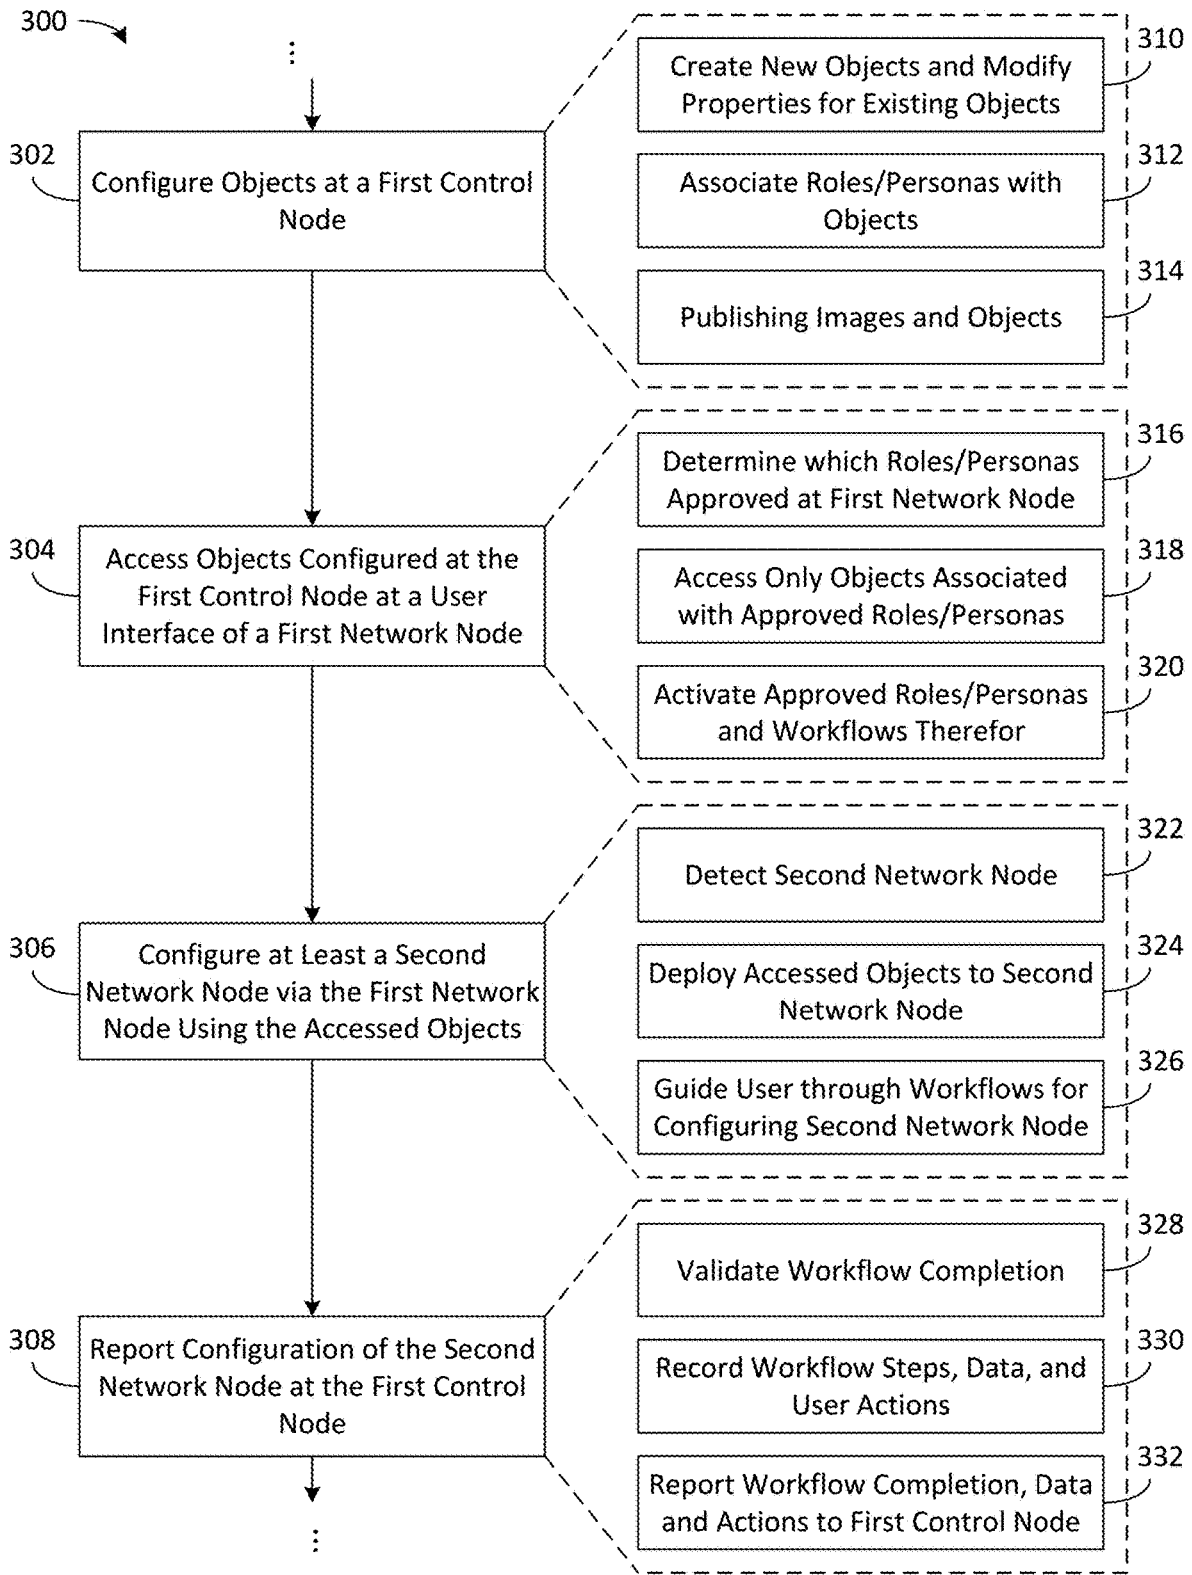 300
⋮
302
Configure Objects at a First Control
Node
310
Create New Objects and Modify
Properties for Existing Objects
312
Associate Roles/Personas with
Objects
314
Publishing Images and Objects
304
Access Objects Configured at the
First Control Node at a User
Interface of a First Network Node
316
Determine which Roles/Personas
Approved at First Network Node
318
Access Only Objects Associated
with Approved Roles/Personas
320
Activate Approved Roles/Personas
and Workflows Therefor
306
Configure at Least a Second
Network Node via the First Network
Node Using the Accessed Objects
322
Detect Second Network Node
324
Deploy Accessed Objects to Second
Network Node
326
Guide User through Workflows for
Configuring Second Network Node
308
Report Configuration of the Second
Network Node at the First Control
Node
328
Validate Workflow Completion
330
Record Workflow Steps, Data, and
User Actions
332
Report Workflow Completion, Data
and Actions to First Control Node
⋮